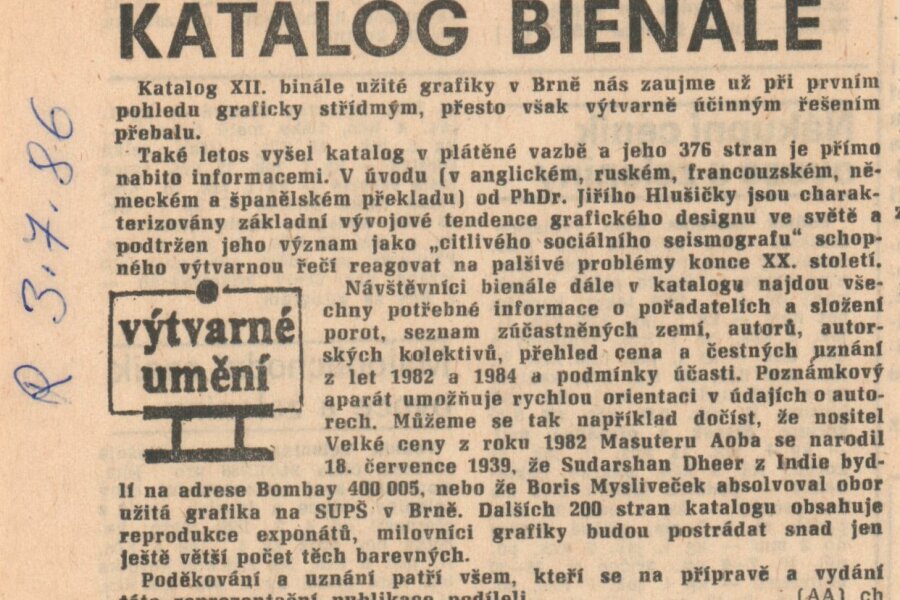 KATALOG BIENÁLE
Katalog XII. binále užité grafiky v Brně nás zaujme už při prvním
pohledu graficky střídmým, přesto však výtvarně účinným řešením
přebalu.
Také letos vyšel katalog v plátěné vazbě a jeho 376 stran je přímo
nabito informacemi. V úvodu (v anglickém, ruském, francouzském, ně-
meckém a španělském překladu) od PhDr. Jiřího Hlušičky jsou charak-
terizovány základní vývojové tendence grafického designu ve světě a
podtržen jeho význam jako „citlivého sociálního seismografu“ schop-
ného výtvarnou řečí reagovat na palšivé problémy konce XX. století.
Návštěvníci bienále dále v katalogu najdou vše-
chny potřebné informace o pořadatelích a složení
porot, seznam zúčastněných zemí, autorů, autor-
ských kolektivů, přehled cena a čestných uznání
z let 1982 a 1984 a podmínky účasti. Poznámkový
aparát umožňuje rychlou orientaci v údajích o auto-
rech. Můžeme se tak například dočíst, že nositel
Velké ceny z roku 1982 Masuteru Aoba se narodil
18. července 1939, že Sudarshan Dheer z Indie byd-
lí na adrese Bombay 400 005, nebo že Boris Mysliveček absolvoval obor
užitá grafika na SUPŠ v Brně. Dalších 200 stran katalogu obsahuje
reprodukce exponátů, milovníci grafiky budou postrádat snad jen
ještě větší počet těch barevných.
Poděkování a uznání patří všem, kteří se na přípravě a vydání
této reprezentační publikace podíleli.
(AA) ch
výtvarné
umění
R 3.7.86